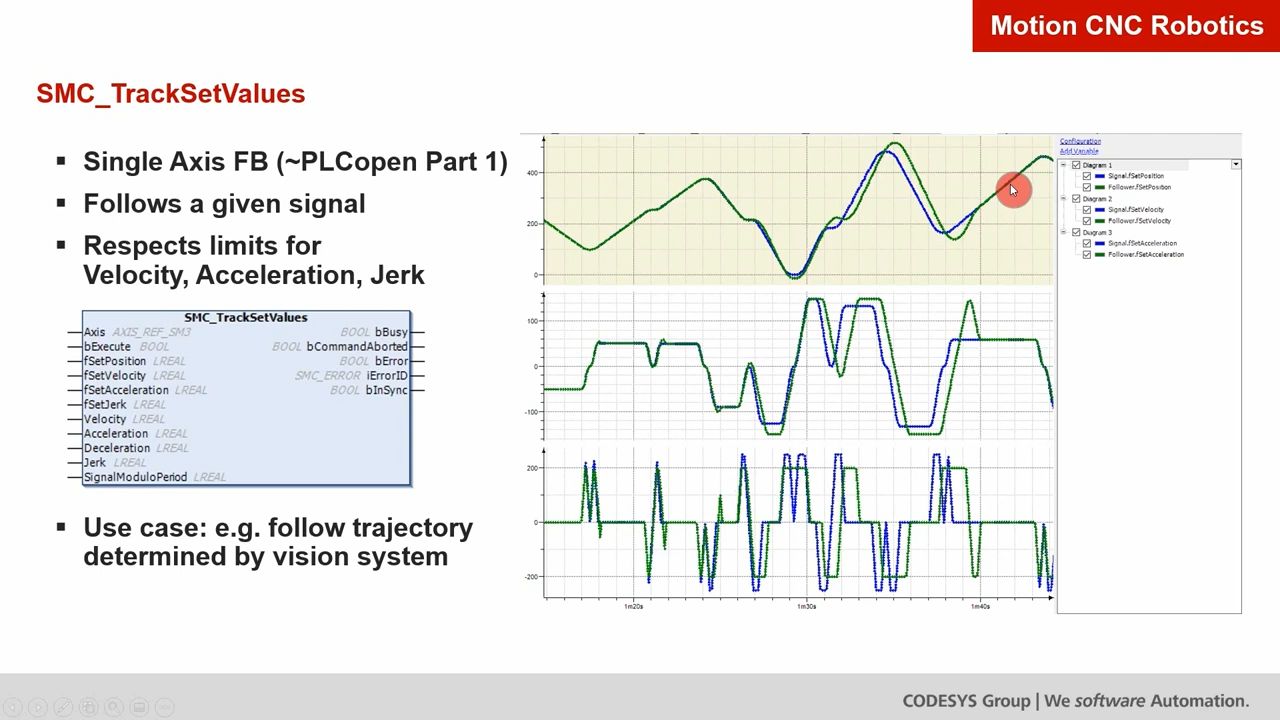 Motion CNC Robotics
SMC_TrackSetValues
▪ Single Axis FB (~PLCopen Part 1)
▪ Follows a given signal
▪ Respects limits for
Velocity, Acceleration, Jerk
SMC_TrackSetValues
Axis AXIS_REF_SM3 BOOL bBusy
bExecute BOOL BOOL bCommandAborted
fSetPosition LREAL BOOL bError
fSetVelocity LREAL SMC_ERROR iErrorID
fSetAcceleration LREAL BOOL bInSync
fSetJerk LREAL
Velocity LREAL
Acceleration LREAL
Deceleration LREAL
Jerk LREAL
SignalModuloPeriod LREAL
▪ Use case: e.g. follow trajectory
determined by vision system
400
200
0
100
0
-100
200
0
-200
1m20s 1m30s 1m40s
Configuration
Add Variable
Diagram 1
Signal.fSetPosition
Follower.fSetPosition
Diagram 2
Signal.fSetVelocity
Follower.fSetVelocity
Diagram 3
Signal.fSetAcceleration
Follower.fSetAcceleration
CODESYS Group | We software Automation.